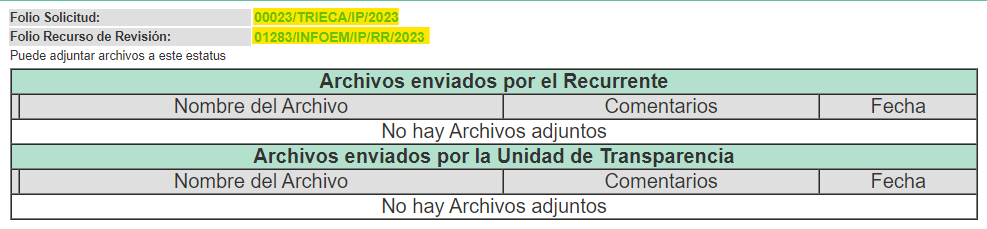 Folio Solicitud: 00023/TRIECA/IP/2023
Folio Recurso de Revisión: 01283/INFOEM/IP/RR/2023
Puede adjuntar archivos a este estatus
Archivos enviados por el Recurrente
Nombre del Archivo Comentarios Fecha
No hay Archivos adjuntos
Archivos enviados por la Unidad de Transparencia
Nombre del Archivo Comentarios Fecha
No hay Archivos adjuntos